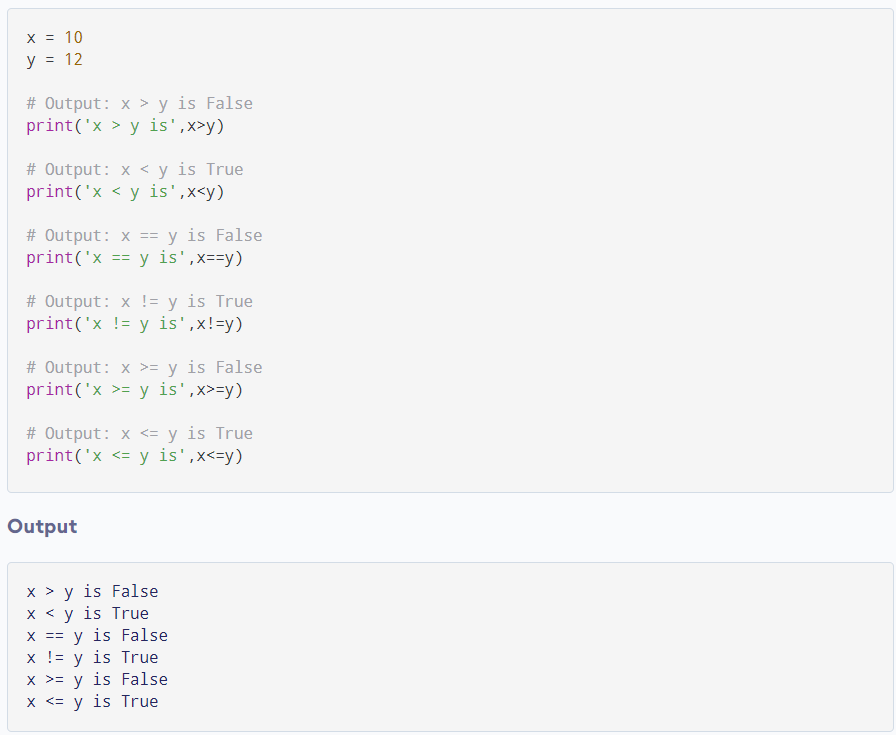 x = 10
y = 12
# Output: x > y is False
print('x > y is',x>y)
# Output: x < y is True
print('x < y is',x<y)
# Output: x == y is False
print('x == y is',x==y)
# Output: x != y is True
print('x != y is',x!=y)
# Output: x >= y is False
print('x >= y is',x>=y)
# Output: x <= y is True
print('x <= y is',x<=y)
Output
x > y is False
x < y is True
x == y is False
x != y is True
x >= y is False
x <= y is True